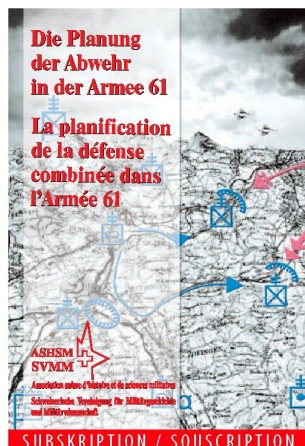 Die Planung
der Abwehr
in der Armee 61
La planification
de la défense
combinée dans
l'Armée 61
ASHSM
SVMM
Association suisse d'histoire et de sciences militaires
Schweizerische Vereinigung für Militärgeschichte
und Militärwissenschaft
SUBSKRIPTION / SOUSCRIPTION